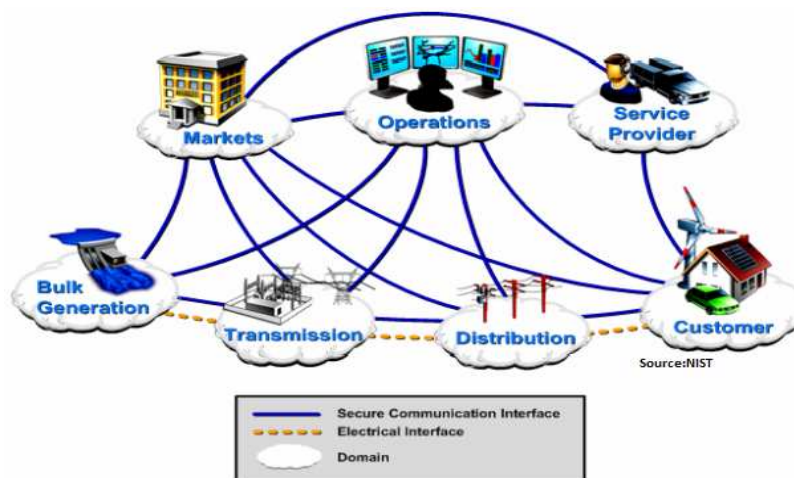 Markets
Operations
Service
Provider
Bulk
Generation
Transmission
Distribution
Customer
Source:NIST
Secure Communication Interface
Electrical Interface
Domain